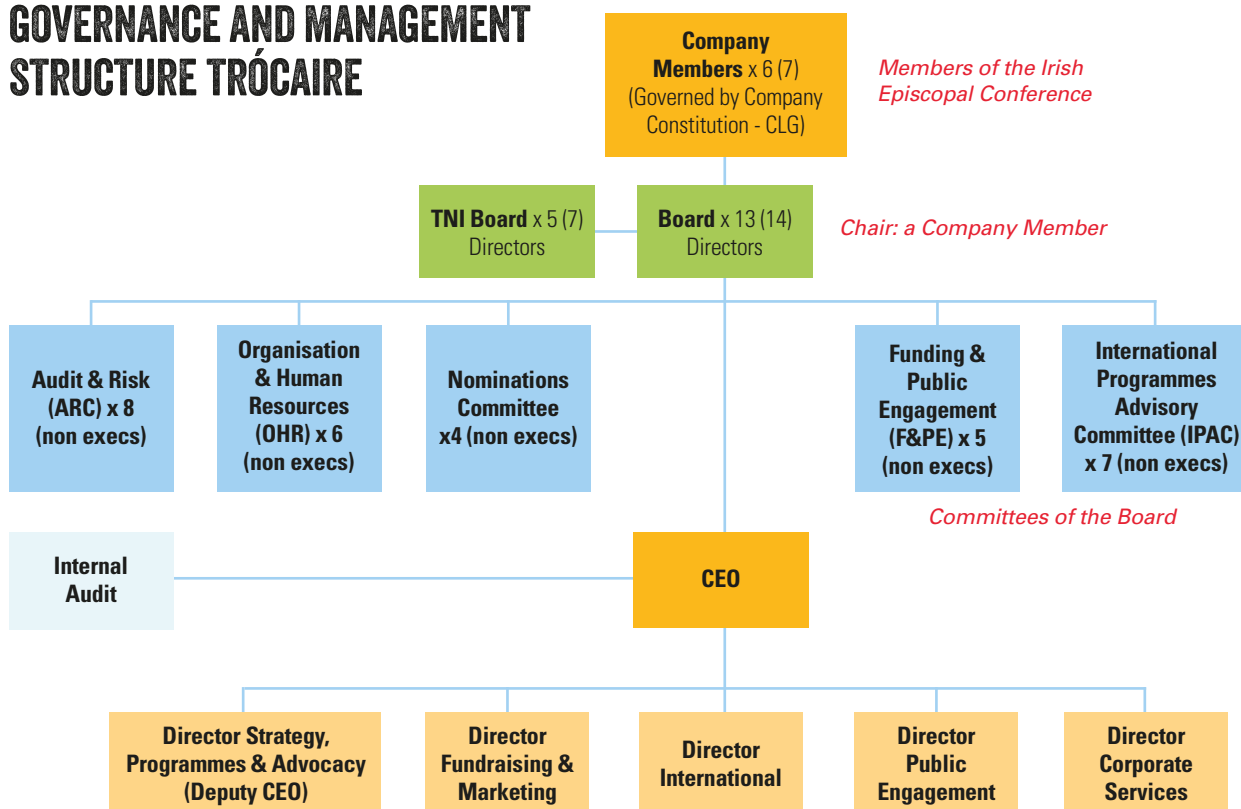 GOVERNANCE AND MANAGEMENT
STRUCTURE TRÓCAIRE
Company
Members x 6 (7)
(Governed by Company
Constitution - CLG)
Members of the Irish
Episcopal Conference
TNI Board x 5 (7)
Directors
Board x 13 (14)
Directors
Chair: a Company Member
Audit & Risk
(ARC) x 8
(non execs)
Organisation
& Human
Resources
(OHR) x 6
(non execs)
Nominations
Committee
x4 (non execs)
Funding &
Public
Engagement
(F&PE) x 5
(non execs)
International
Programmes
Advisory
Committee (IPAC)
x 7 (non execs)
Committees of the Board
Internal
Audit
CEO
Director Strategy,
Programmes & Advocacy
(Deputy CEO)
Director
Fundraising &
Marketing
Director
International
Director
Public
Engagement
Director
Corporate
Services